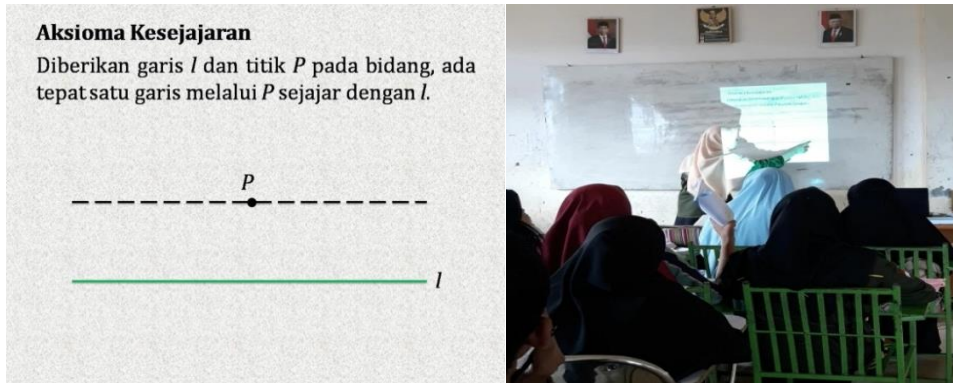 Aksioma Kesejajaran
Diberikan garis l dan titik P pada bidang, ada
tepat satu garis melalui P sejajar dengan l.
P
l